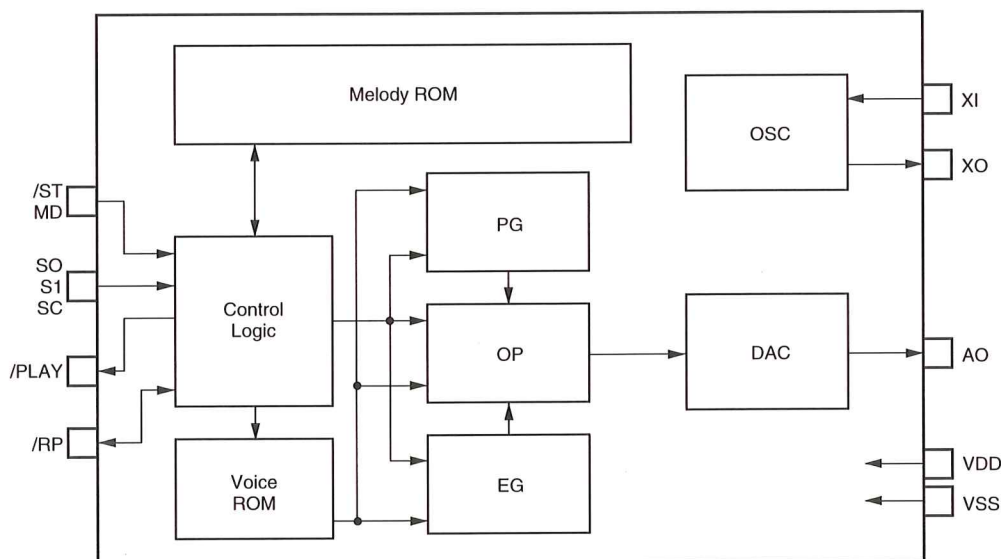 Melody ROM
OSC
XI
XO
/ST
MD
PG
SO
S1
SC
Control
Logic
OP
DAC
AO
/PLAY
/RP
Voice
ROM
EG
VDD
VSS